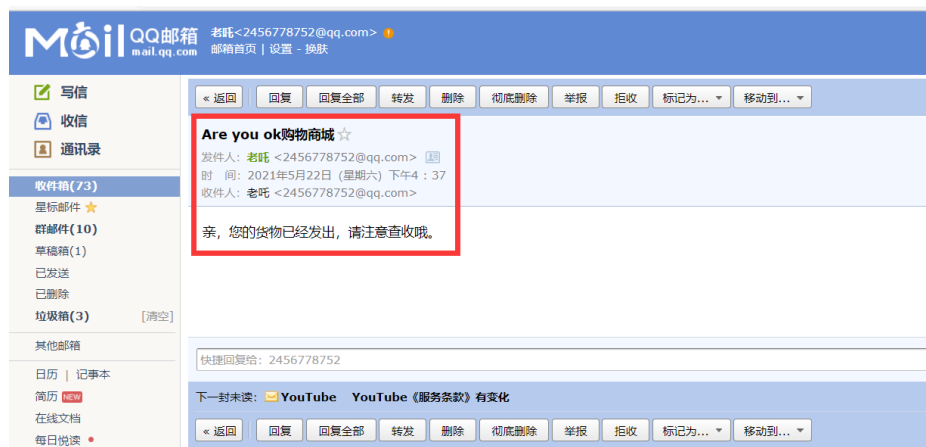 Mail QQ邮箱 mail.qq.com
老旺<2456778752@qq.com>
邮箱首页 | 设置 - 换肤
写信
收信
通讯录
收件箱(73)
星标邮件
群邮件(10)
草稿箱(1)
已发送
已删除
垃圾箱(3) [清空]
其他邮箱
日历 | 记事本
简历 NEW
在线文档
每日悦读
« 返回 回复 回复全部 转发 删除 彻底删除 举报 拒收 标记为... 移动到...
Are you ok购物商城
发件人：老旺 <2456778752@qq.com>
时 间：2021年5月22日 (星期六) 下午4：37
收件人：老旺 <2456778752@qq.com>
亲，您的货物已经发出，请注意查收哦。
快捷回复给：2456778752
下一封未读： YouTube YouTube《服务条款》有变化
« 返回 回复 回复全部 转发 删除 彻底删除 举报 拒收 标记为... 移动到...